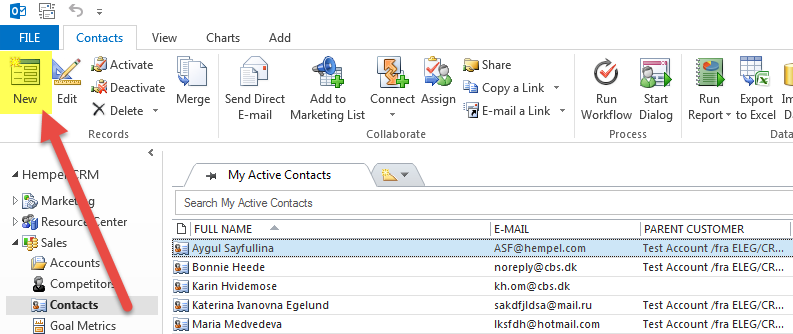 FILE Contacts View Charts Add
New Edit Activate Deactivate Delete Merge Send Direct E-mail Add to Marketing List Connect Assign Share Copy a Link E-mail a Link Run Workflow Start Dialog Run Report Export to Excel
Records Collaborate Process Data
Hempel CRM My Active Contacts
Marketing Search My Active Contacts
Resource Center FULL NAME E-MAIL PARENT CUSTOMER
Sales Aygul Sayfullina ASF@hempel.com Test Account /fra ELEG/CR...
Accounts Bonnie Heede noreply@cbs.dk Test Account /fra ELEG/CR...
Competitors Karin Hvidemose kh.om@cbs.dk
Contacts Katerina Ivanovna Egelund sakdfjldsa@mail.ru Test Account /fra ELEG/CR...
Goal Metrics Maria Medvedeva lksfdh@hotmail.com Test Account /fra ELEG/CR...